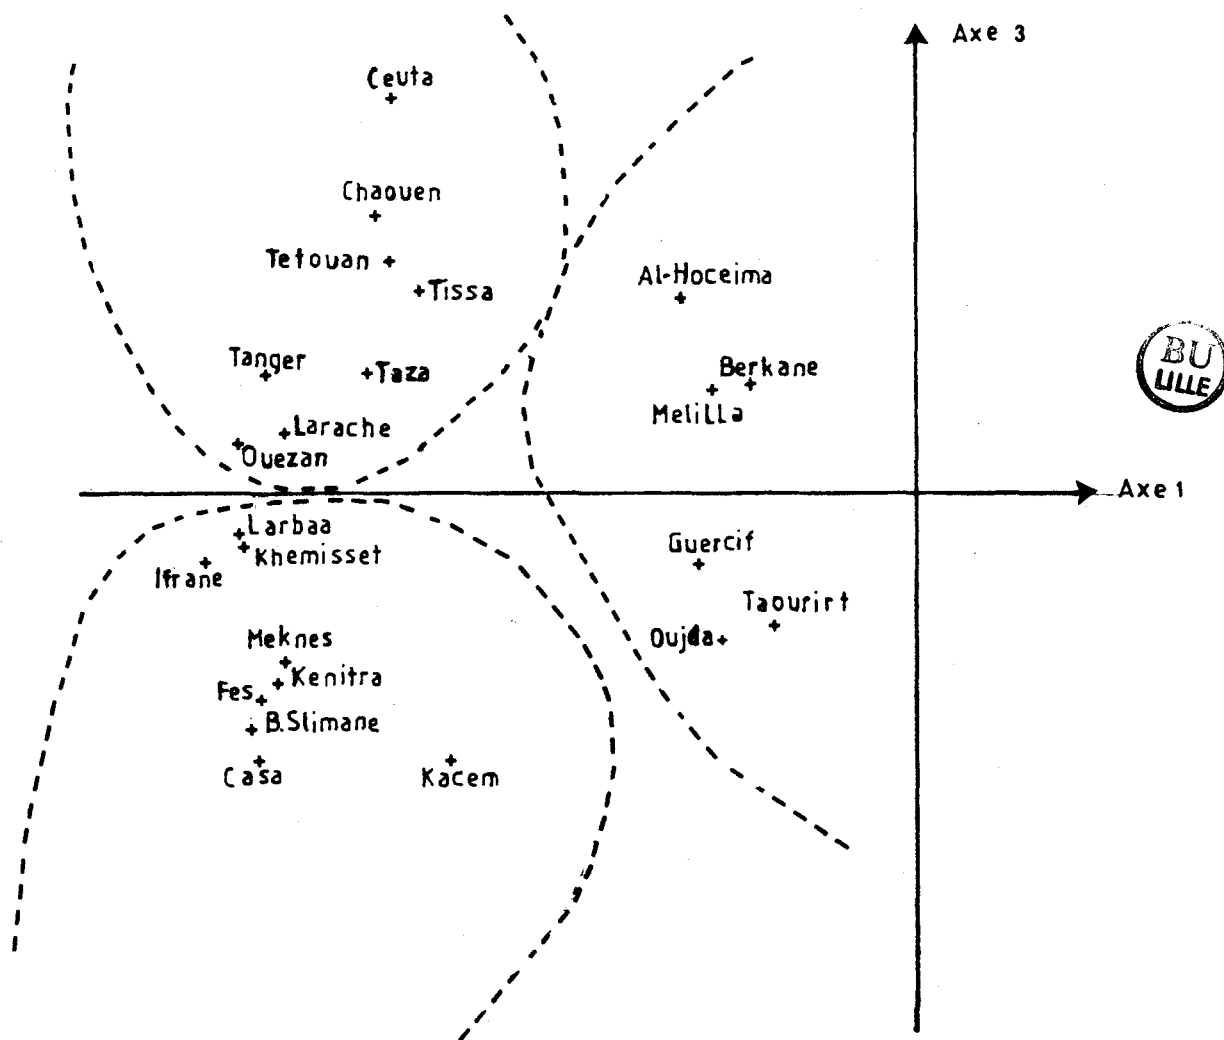 Axe 3
Ceuta
Chaouen
Tetouan
Tissa
Al-Hoceima
Tanger
Taza
Berkane
Melilla
BU
LILLE
Larache
Ouezan
Axe 1
Larbaa
Khemisset
Ifrane
Guercif
Taourirt
Oujda
Meknes
Kenitra
Fes
B.Slimane
Casa
Kacem